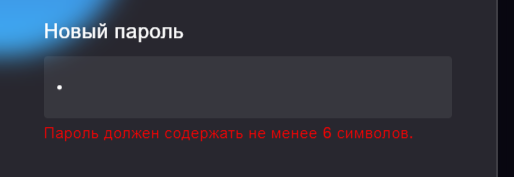 Новый пароль
•
Пароль должен содержать не менее 6 символов.